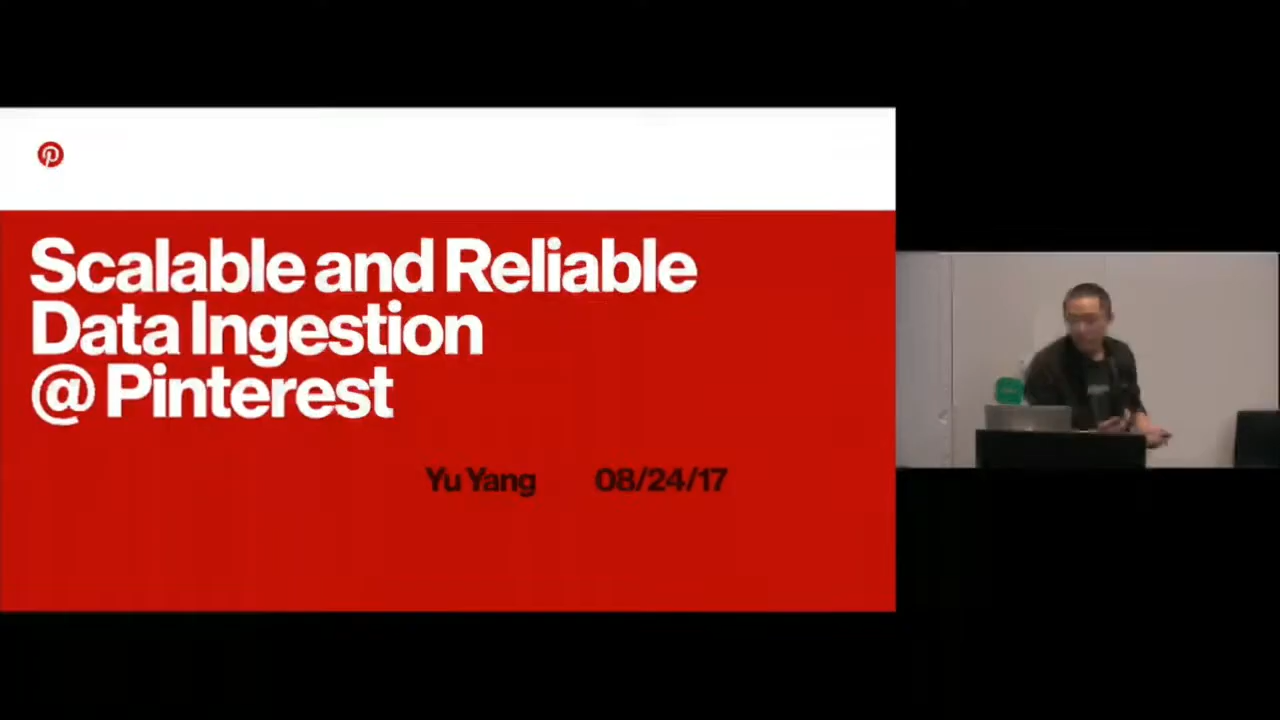 Scalable and Reliable
Data Ingestion
@ Pinterest
Yu Yang 08/24/17